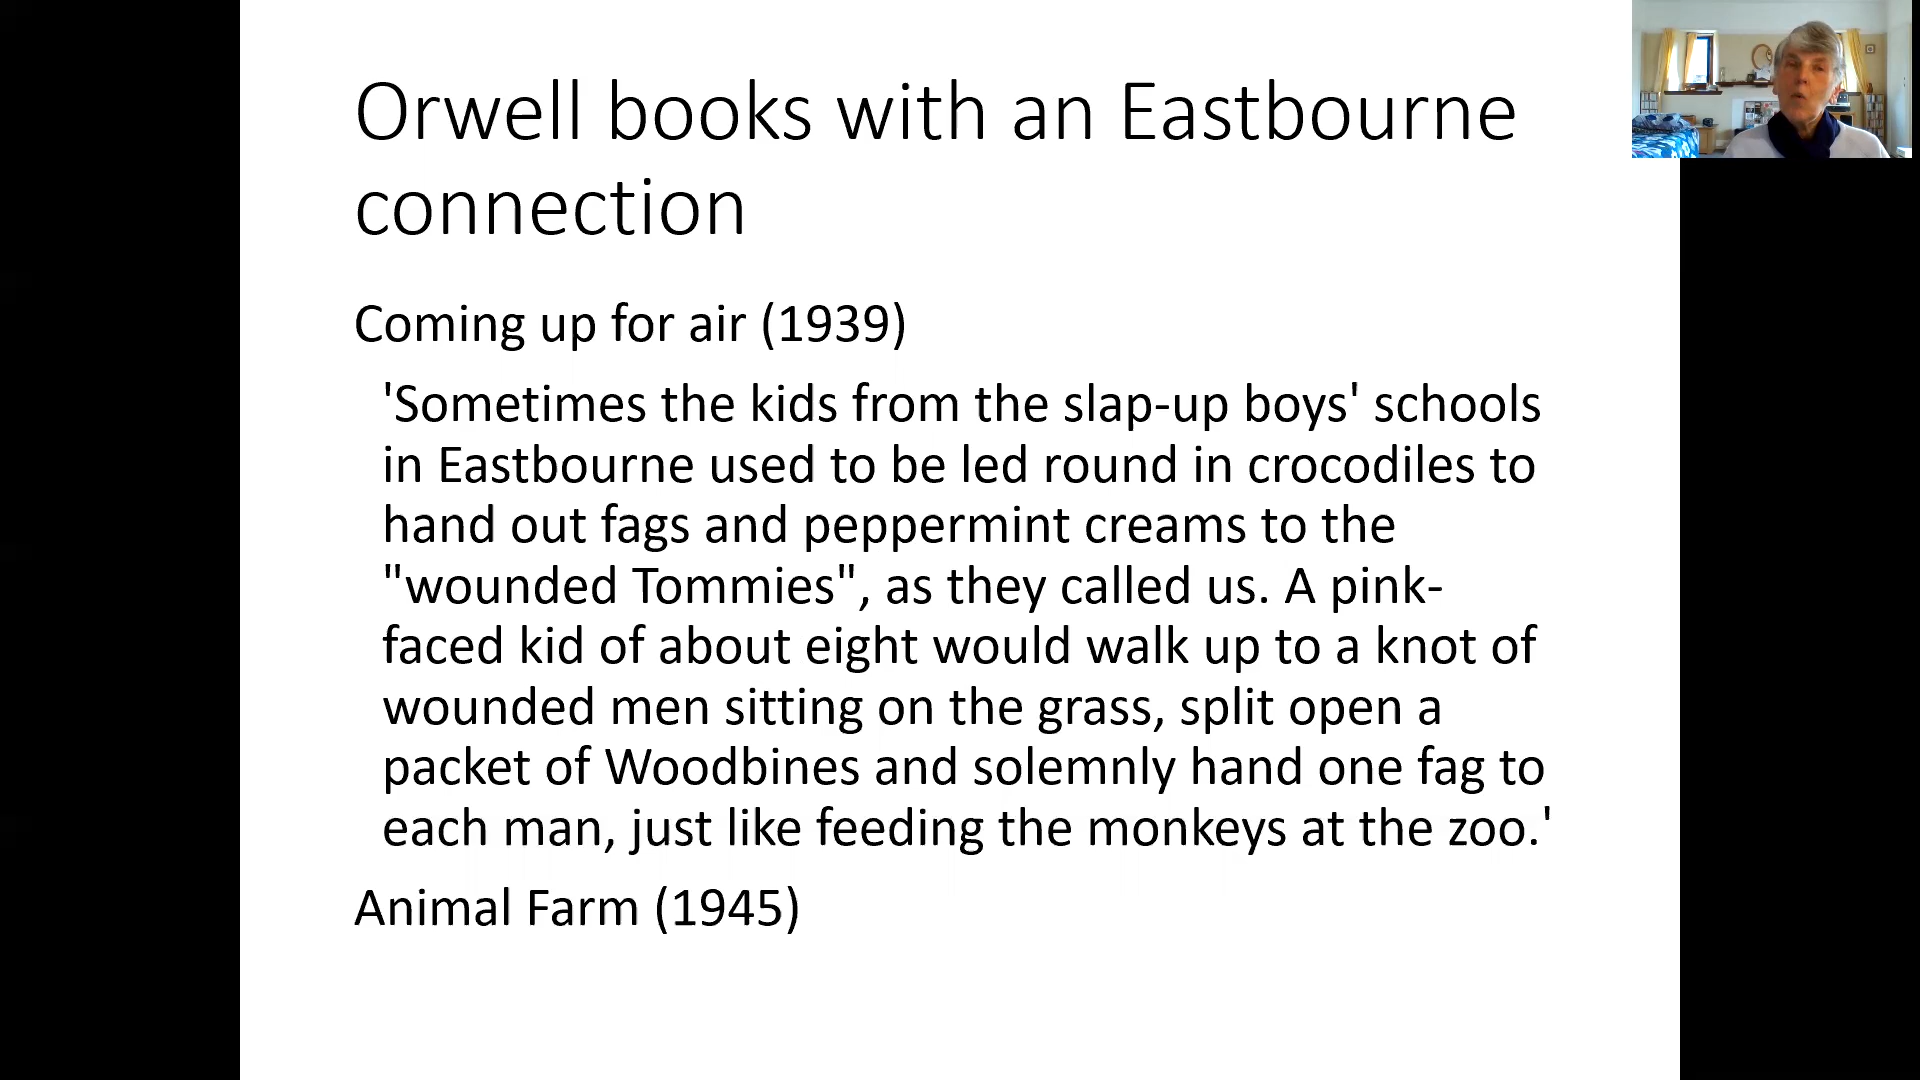 Orwell books with an Eastbourne
connection
Coming up for air (1939)
'Sometimes the kids from the slap-up boys' schools
in Eastbourne used to be led round in crocodiles to
hand out fags and peppermint creams to the
"wounded Tommies", as they called us. A pink-
faced kid of about eight would walk up to a knot of
wounded men sitting on the grass, split open a
packet of Woodbines and solemnly hand one fag to
each man, just like feeding the monkeys at the zoo.'
Animal Farm (1945)